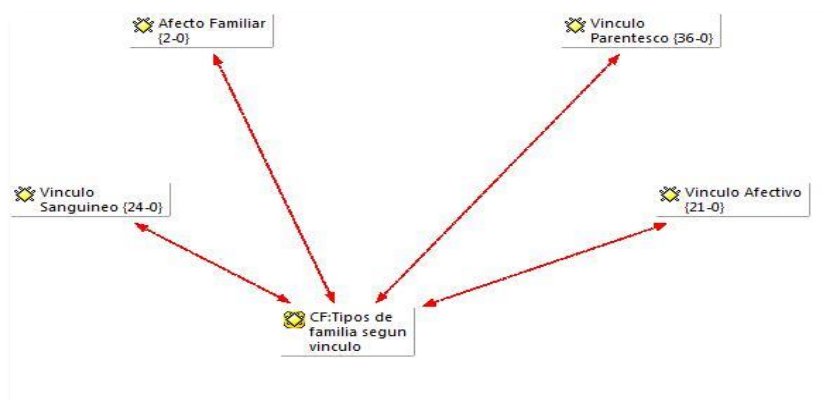 Afecto Familiar
{2-0}
Vinculo
Parentesco {36-0}
Vinculo
Sanguineo {24-0}
Vinculo Afectivo
{21-0}
CF:Tipos de
familia segun
vinculo